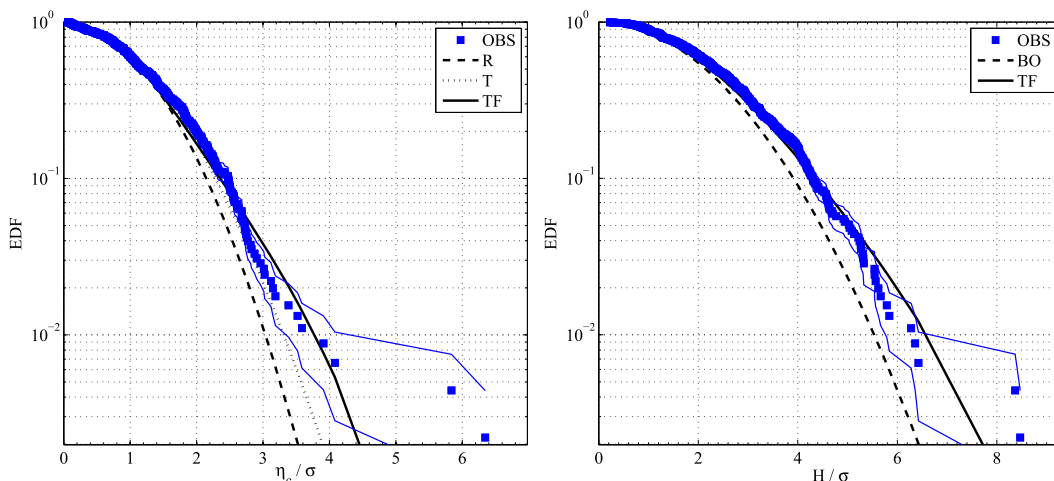 10^0
10^-1
10^-2
EDF
0 1 2 3 4 5 6
η_c / σ
OBS
R
T
TF
10^0
10^-1
10^-2
EDF
0 2 4 6 8
H / σ
OBS
BO
TF